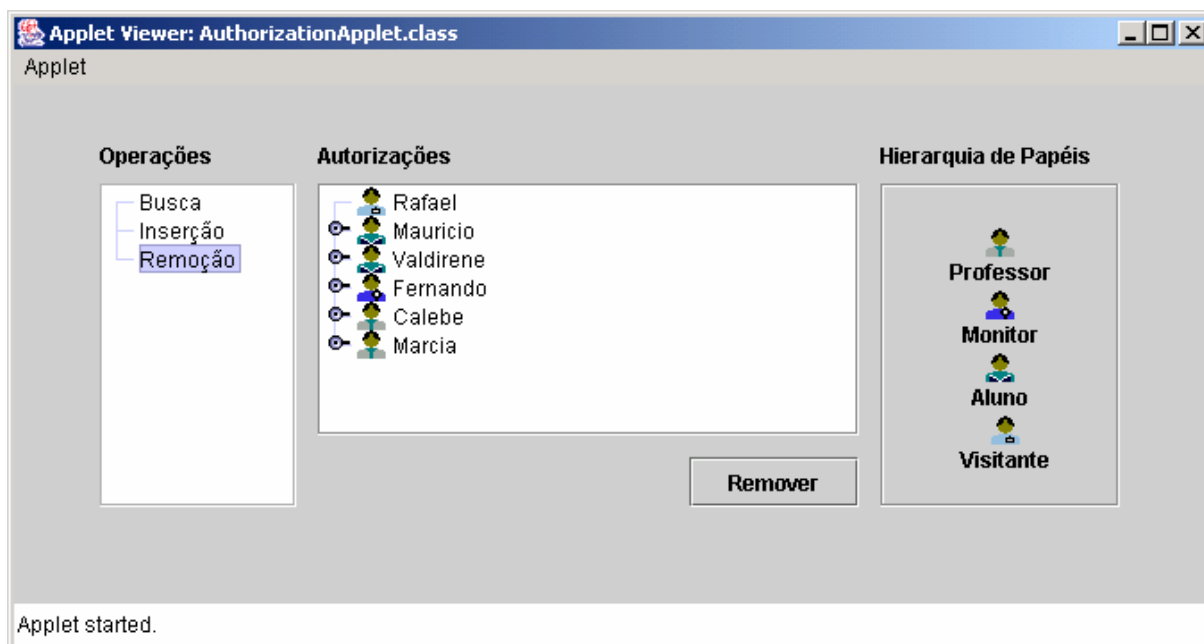 Applet Viewer: AuthorizationApplet.class
Applet
Operações
Busca
Inserção
Remoção
Autorizações
Rafael
Mauricio
Valdirene
Fernando
Calebe
Marcia
Remover
Hierarquia de Papéis
Professor
Monitor
Aluno
Visitante
Applet started.